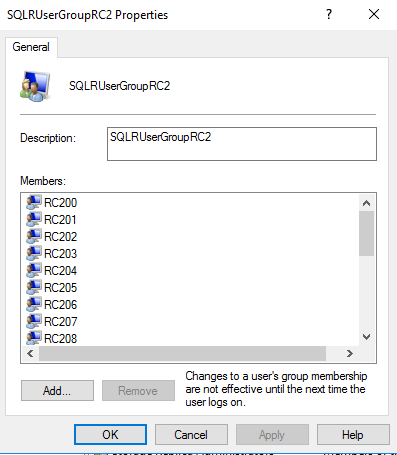 SQLRUserGroupRC2 Properties
?
General
SQLRUserGroupRC2
Description:
SQLRUserGroupRC2
Members:
RC200
RC201
RC202
RC203
RC204
RC205
RC206
RC207
RC208
Add...
Remove
Changes to a user's group membership
are not effective until the next time the
user logs on.
OK
Cancel
Apply
Help